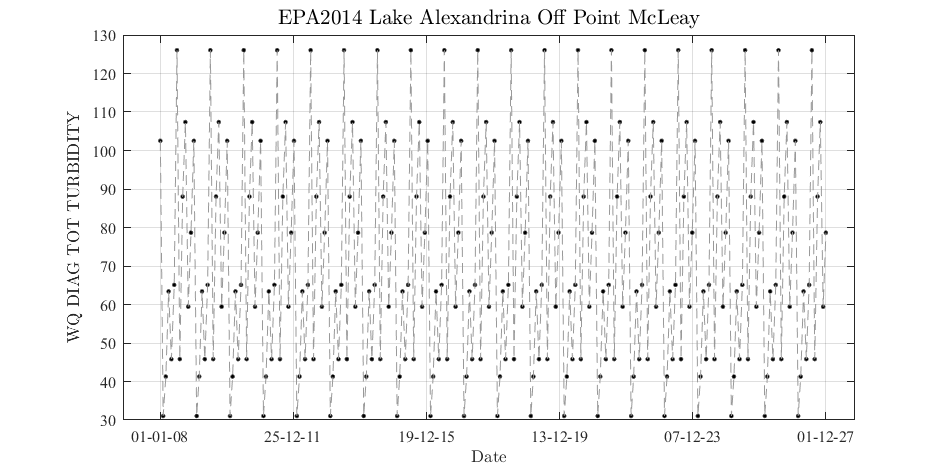 EPA2014 Lake Alexandrina Off Point McLeay
130
120
110
100
90
80
70
60
50
40
30
WQ DIAG TOT TURBIDITY
01-01-08 25-12-11 19-12-15 13-12-19 07-12-23 01-12-27
Date